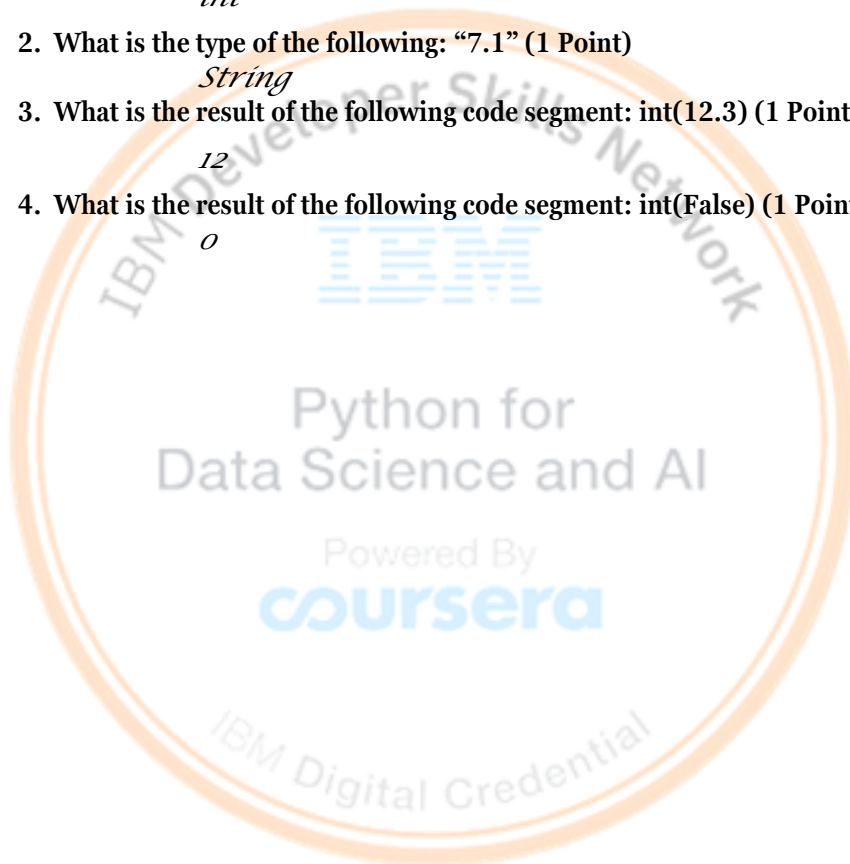 int
2. What is the type of the following: “7.1” (1 Point)
String
3. What is the result of the following code segment: int(12.3) (1 Point
12
4. What is the result of the following code segment: int(False) (1 Point
0
IBM Developer Skills Network
IBM
Python for
Data Science and AI
Powered By
coursera
IBM Digital Credential